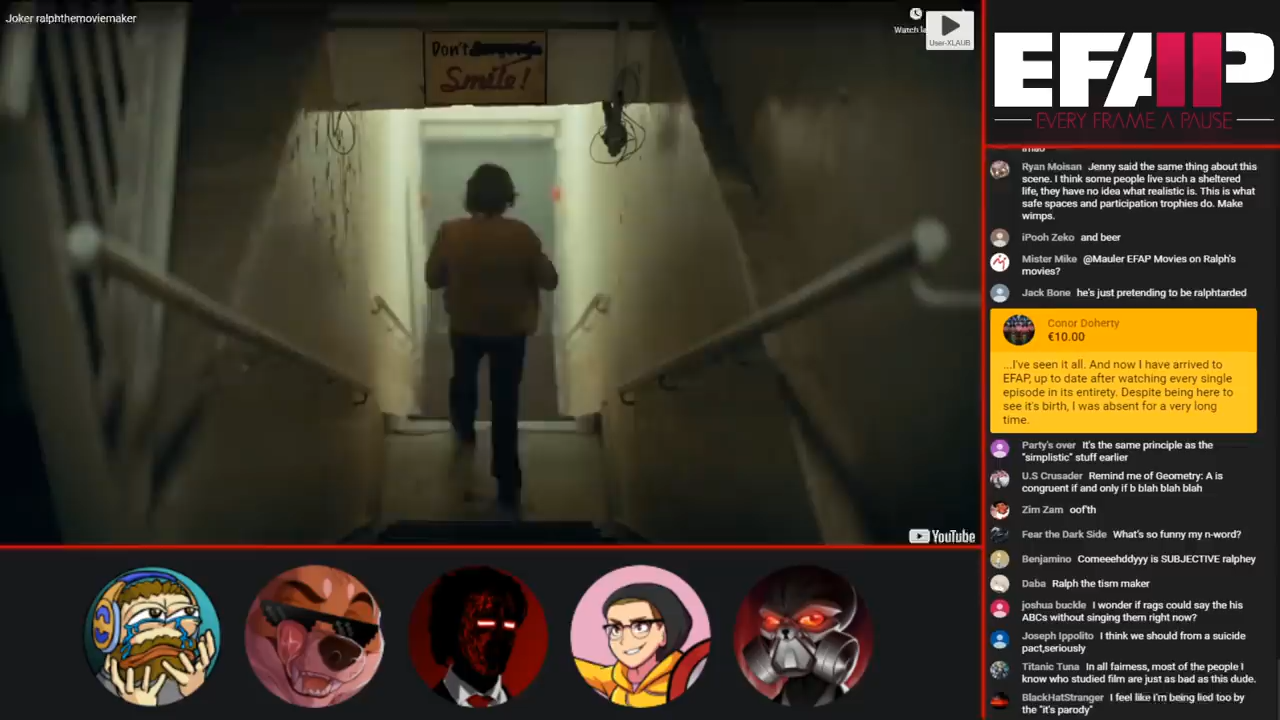 Joker ralphthemoviemaker
Watch la
User-XLAUB
Don't
Smile!
YouTube
EFAP
EVERY FRAME A PAUSE
Ryan Moisan Jenny said the same thing about this
scene. I think some people live such a sheltered
life, they have no idea what realistic is. This is what
safe spaces and participation trophies do. Make
wimps.
iPooh Zeko and beer
Mister Mike @Mauler EFAP Movies on Ralph's
movies?
Jack Bone he's just pretending to be ralphtarded
Conor Doherty
€10.00
...I've seen it all. And now I have arrived to
EFAP, up to date after watching every single
episode in its entirety. Despite being here to
see it's birth, I was absent for a very long
time.
Party's over It's the same principle as the
"simplistic" stuff earlier
U.S Crusader Remind me of Geometry: A is
congruent if and only if b blah blah blah
Zim Zam oof'th
Fear the Dark Side What's so funny my n-word?
Benjamino Comeeehddyyy is SUBJECTIVE ralphey
Daba Ralph the tism maker
joshua buckle I wonder if rags could say the his
ABCs without singing them right now?
Joseph Ippolito I think we should from a suicide
pact,seriously
Titanic Tuna In all fairness, most of the people I
know who studied film are just as bad as this dude.
BlackHatStranger I feel like i'm being lied too by
the "it's parody"